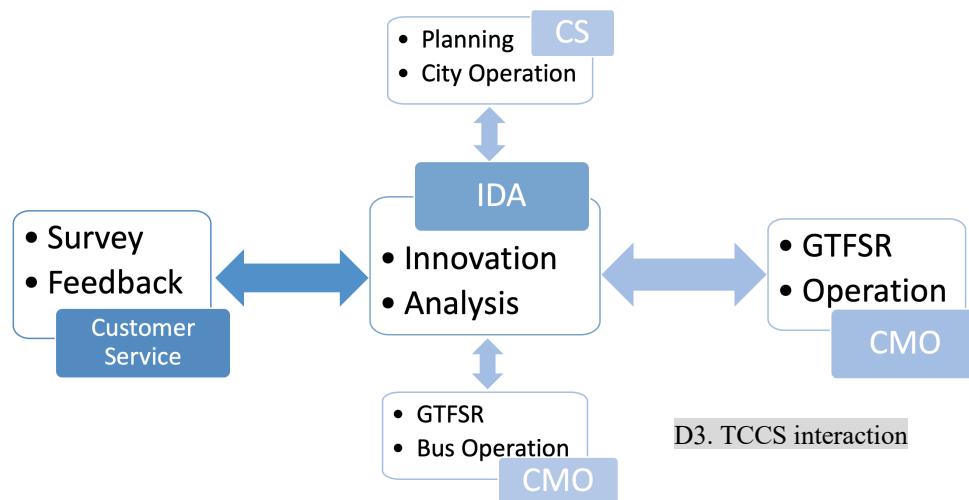 CS
• Planning
• City Operation
IDA
• Innovation
• Analysis
• Survey
• Feedback
Customer
Service
• GTFSR
• Operation
CMO
• GTFSR
• Bus Operation
CMO
D3. TCCS interaction